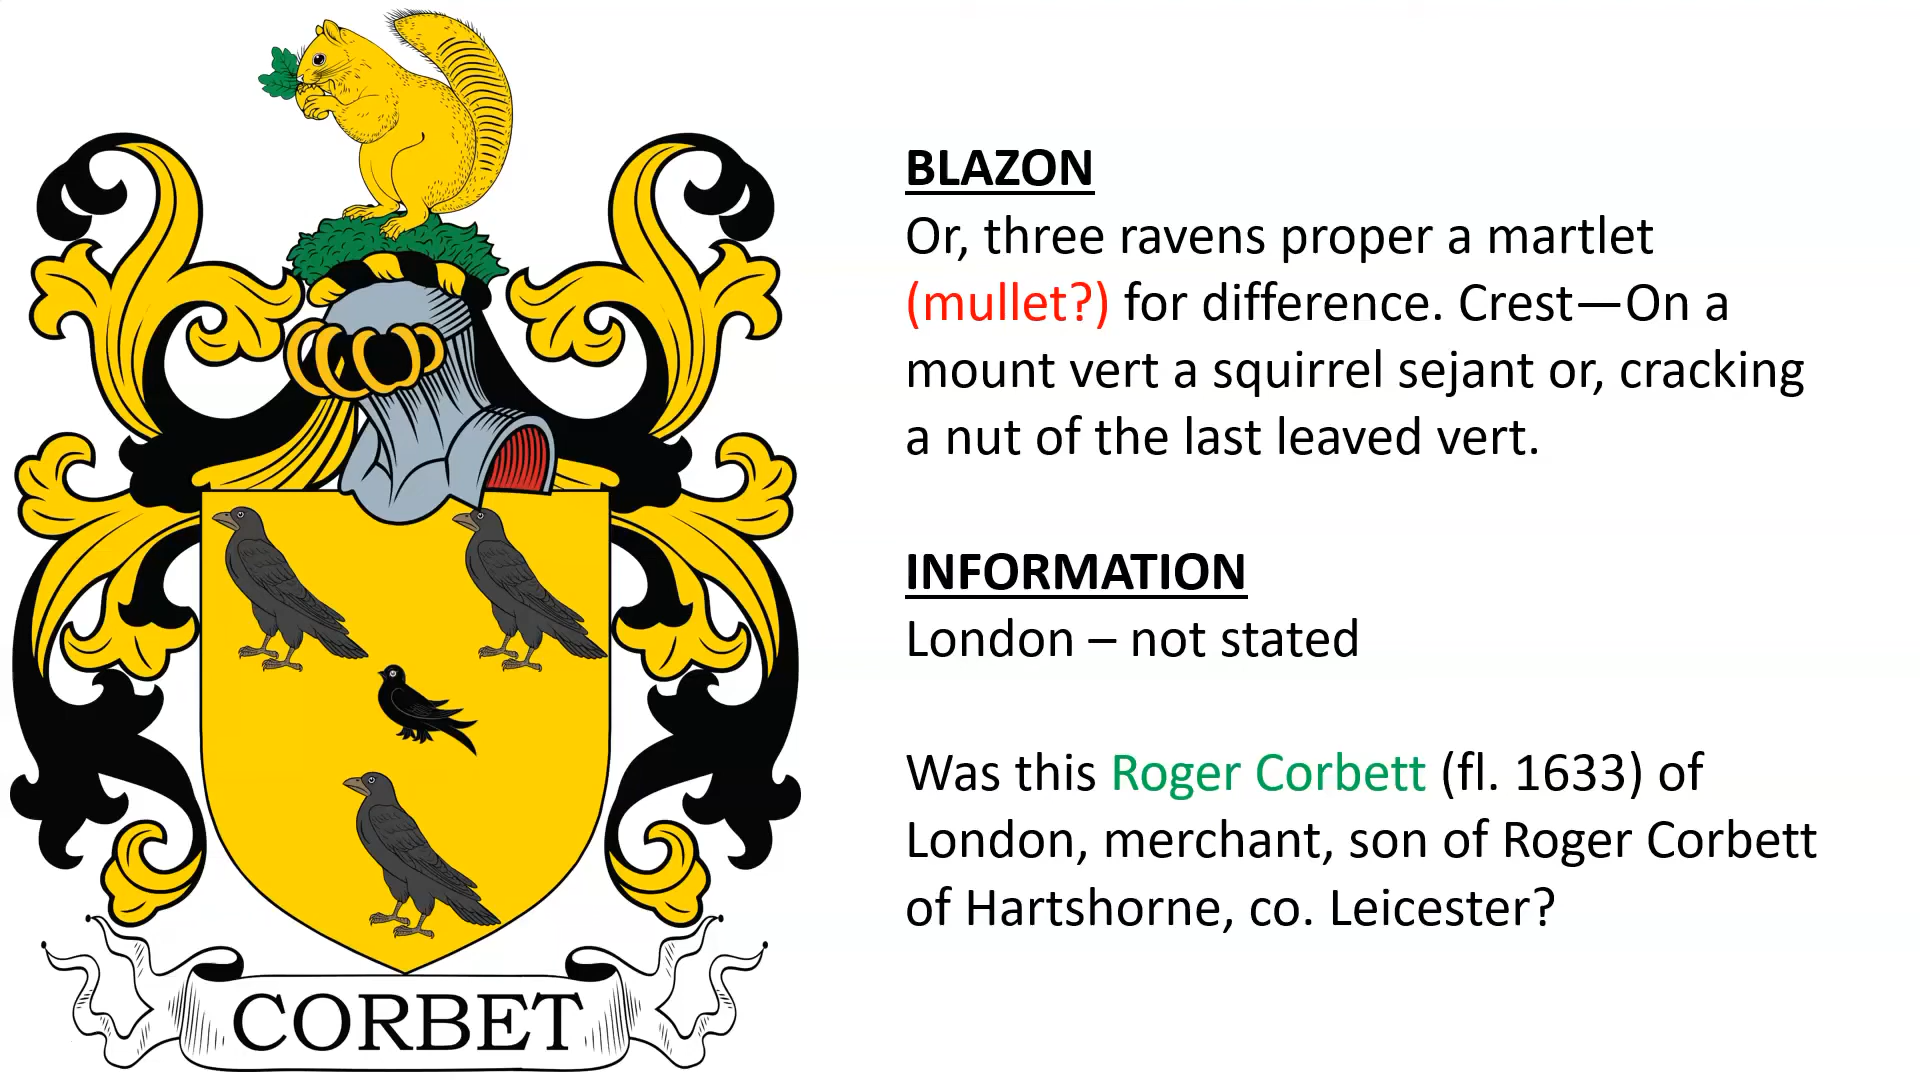 BLAZON
Or, three ravens proper a martlet
(mullet?) for difference. Crest—On a
mount vert a squirrel sejant or, cracking
a nut of the last leaved vert.
INFORMATION
London – not stated
Was this Roger Corbett (fl. 1633) of
London, merchant, son of Roger Corbett
of Hartshorne, co. Leicester?
CORBET